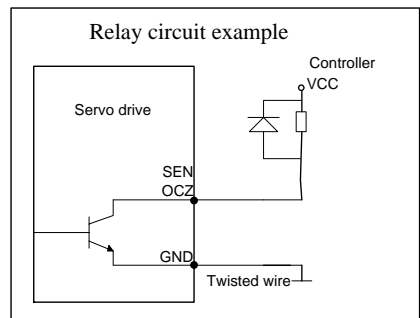 Relay circuit example
Controller
VCC
Servo drive
SEN
OCZ
GND
Twisted wire